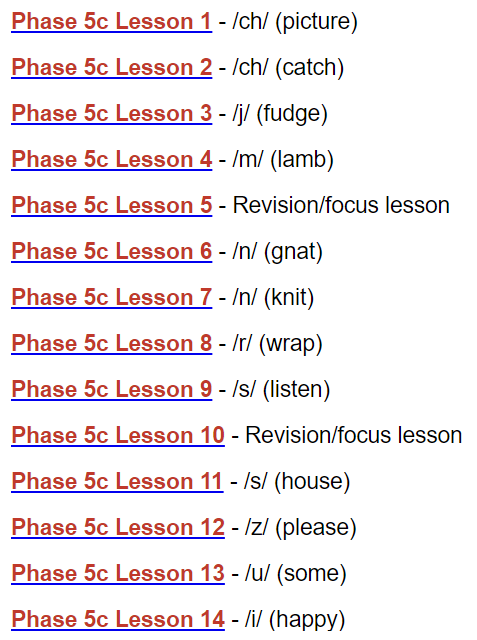 Phase 5c Lesson 1 - /ch/ (picture)
Phase 5c Lesson 2 - /ch/ (catch)
Phase 5c Lesson 3 - /j/ (fudge)
Phase 5c Lesson 4 - /m/ (lamb)
Phase 5c Lesson 5 - Revision/focus lesson
Phase 5c Lesson 6 - /n/ (gnat)
Phase 5c Lesson 7 - /n/ (knit)
Phase 5c Lesson 8 - /r/ (wrap)
Phase 5c Lesson 9 - /s/ (listen)
Phase 5c Lesson 10 - Revision/focus lesson
Phase 5c Lesson 11 - /s/ (house)
Phase 5c Lesson 12 - /z/ (please)
Phase 5c Lesson 13 - /u/ (some)
Phase 5c Lesson 14 - /i/ (happy)